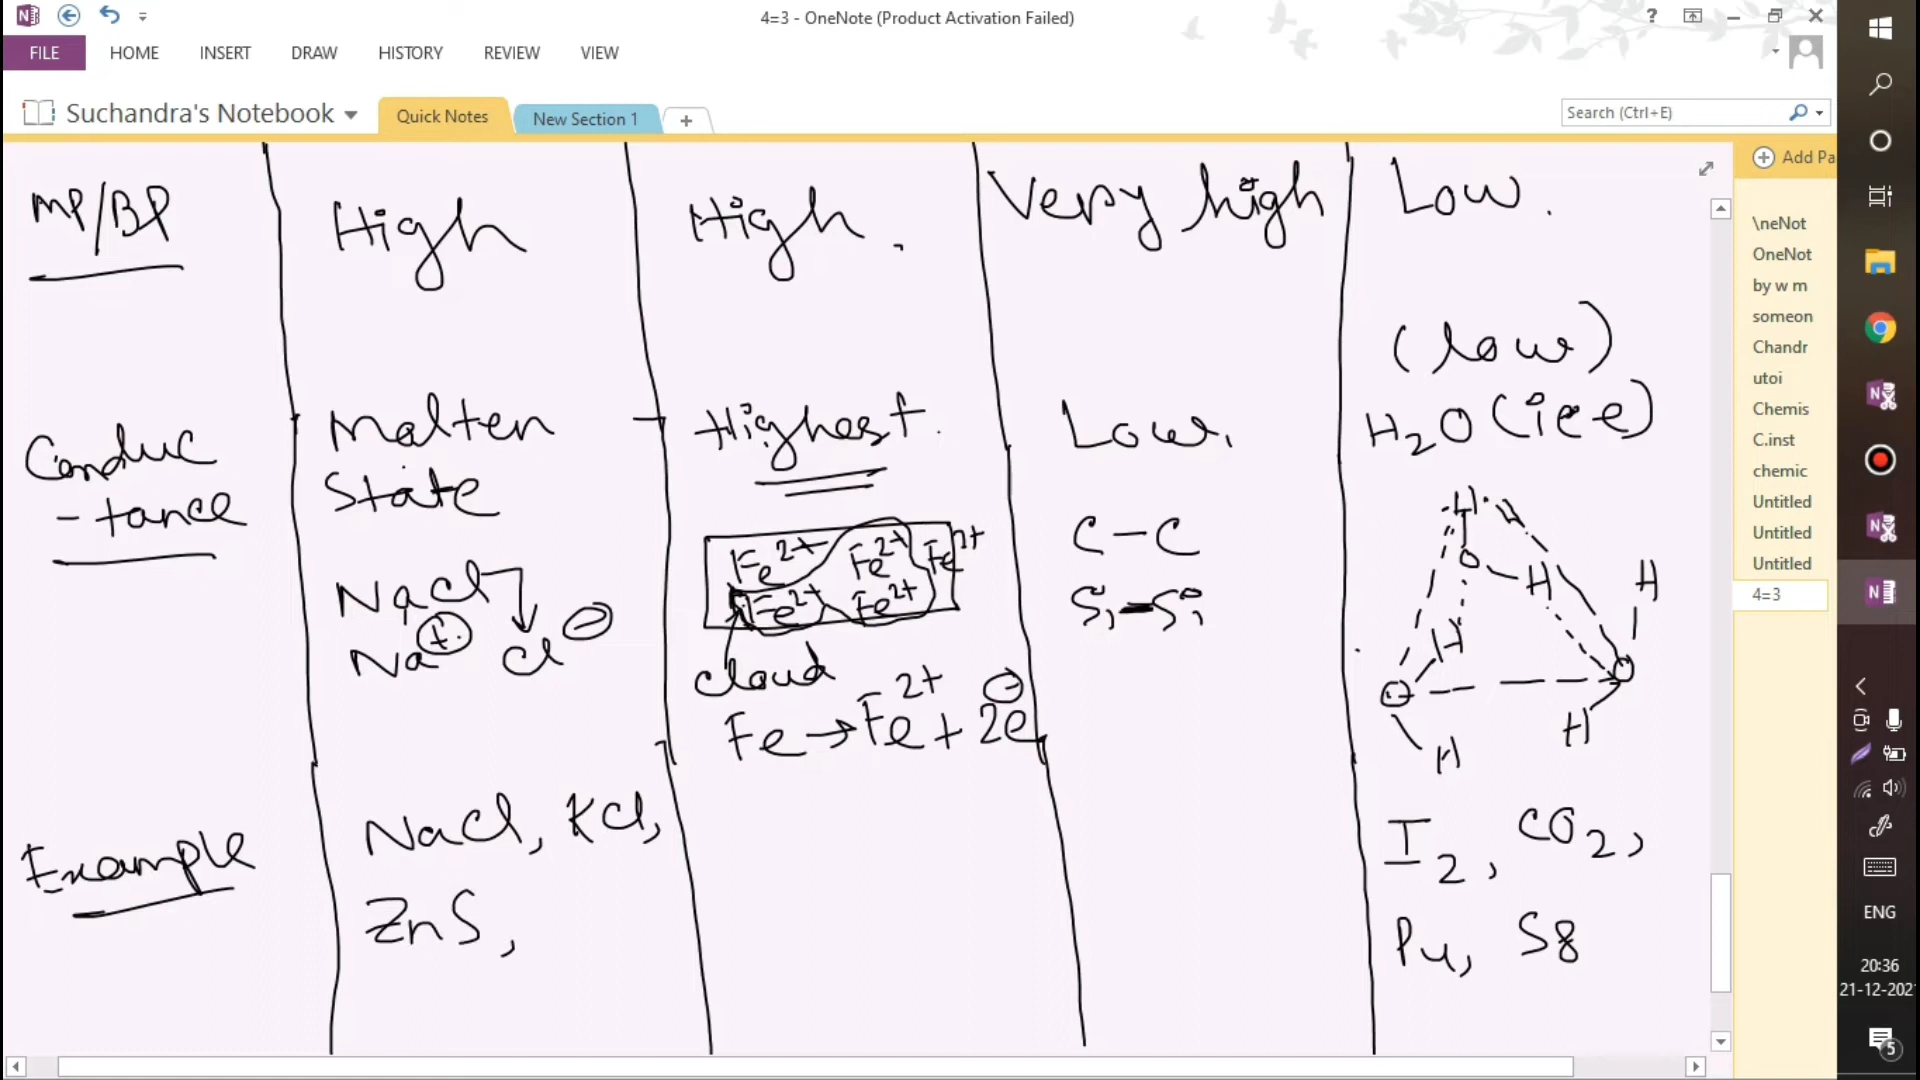 4=3 - OneNote (Product Activation Failed)
FILE HOME INSERT DRAW HISTORY REVIEW VIEW
Suchandra's Notebook Quick Notes New Section 1
Search (Ctrl+E)
Add Pa
\neNot
OneNot
by w m
someon
Chandr
utoi
Chemis
C.inst
chemic
Untitled
Untitled
Untitled
4=3
MP/BP High High. Very high Low.
Conduc
-tance
Molten
State
NaCl
Na+ Cl-
Highest.
Fe2+ Fe2+ Fe2+
Fe2+ Fe2+
cloud
Fe → Fe2+ + 2e-
Low.
C-C
Si-Si
(low)
H2O (ice)
H
O H H
H
O O
H H
Example
NaCl, KCl,
ZnS,
I2, CO2,
P4, S8
ENG
20:36
21-12-202
5